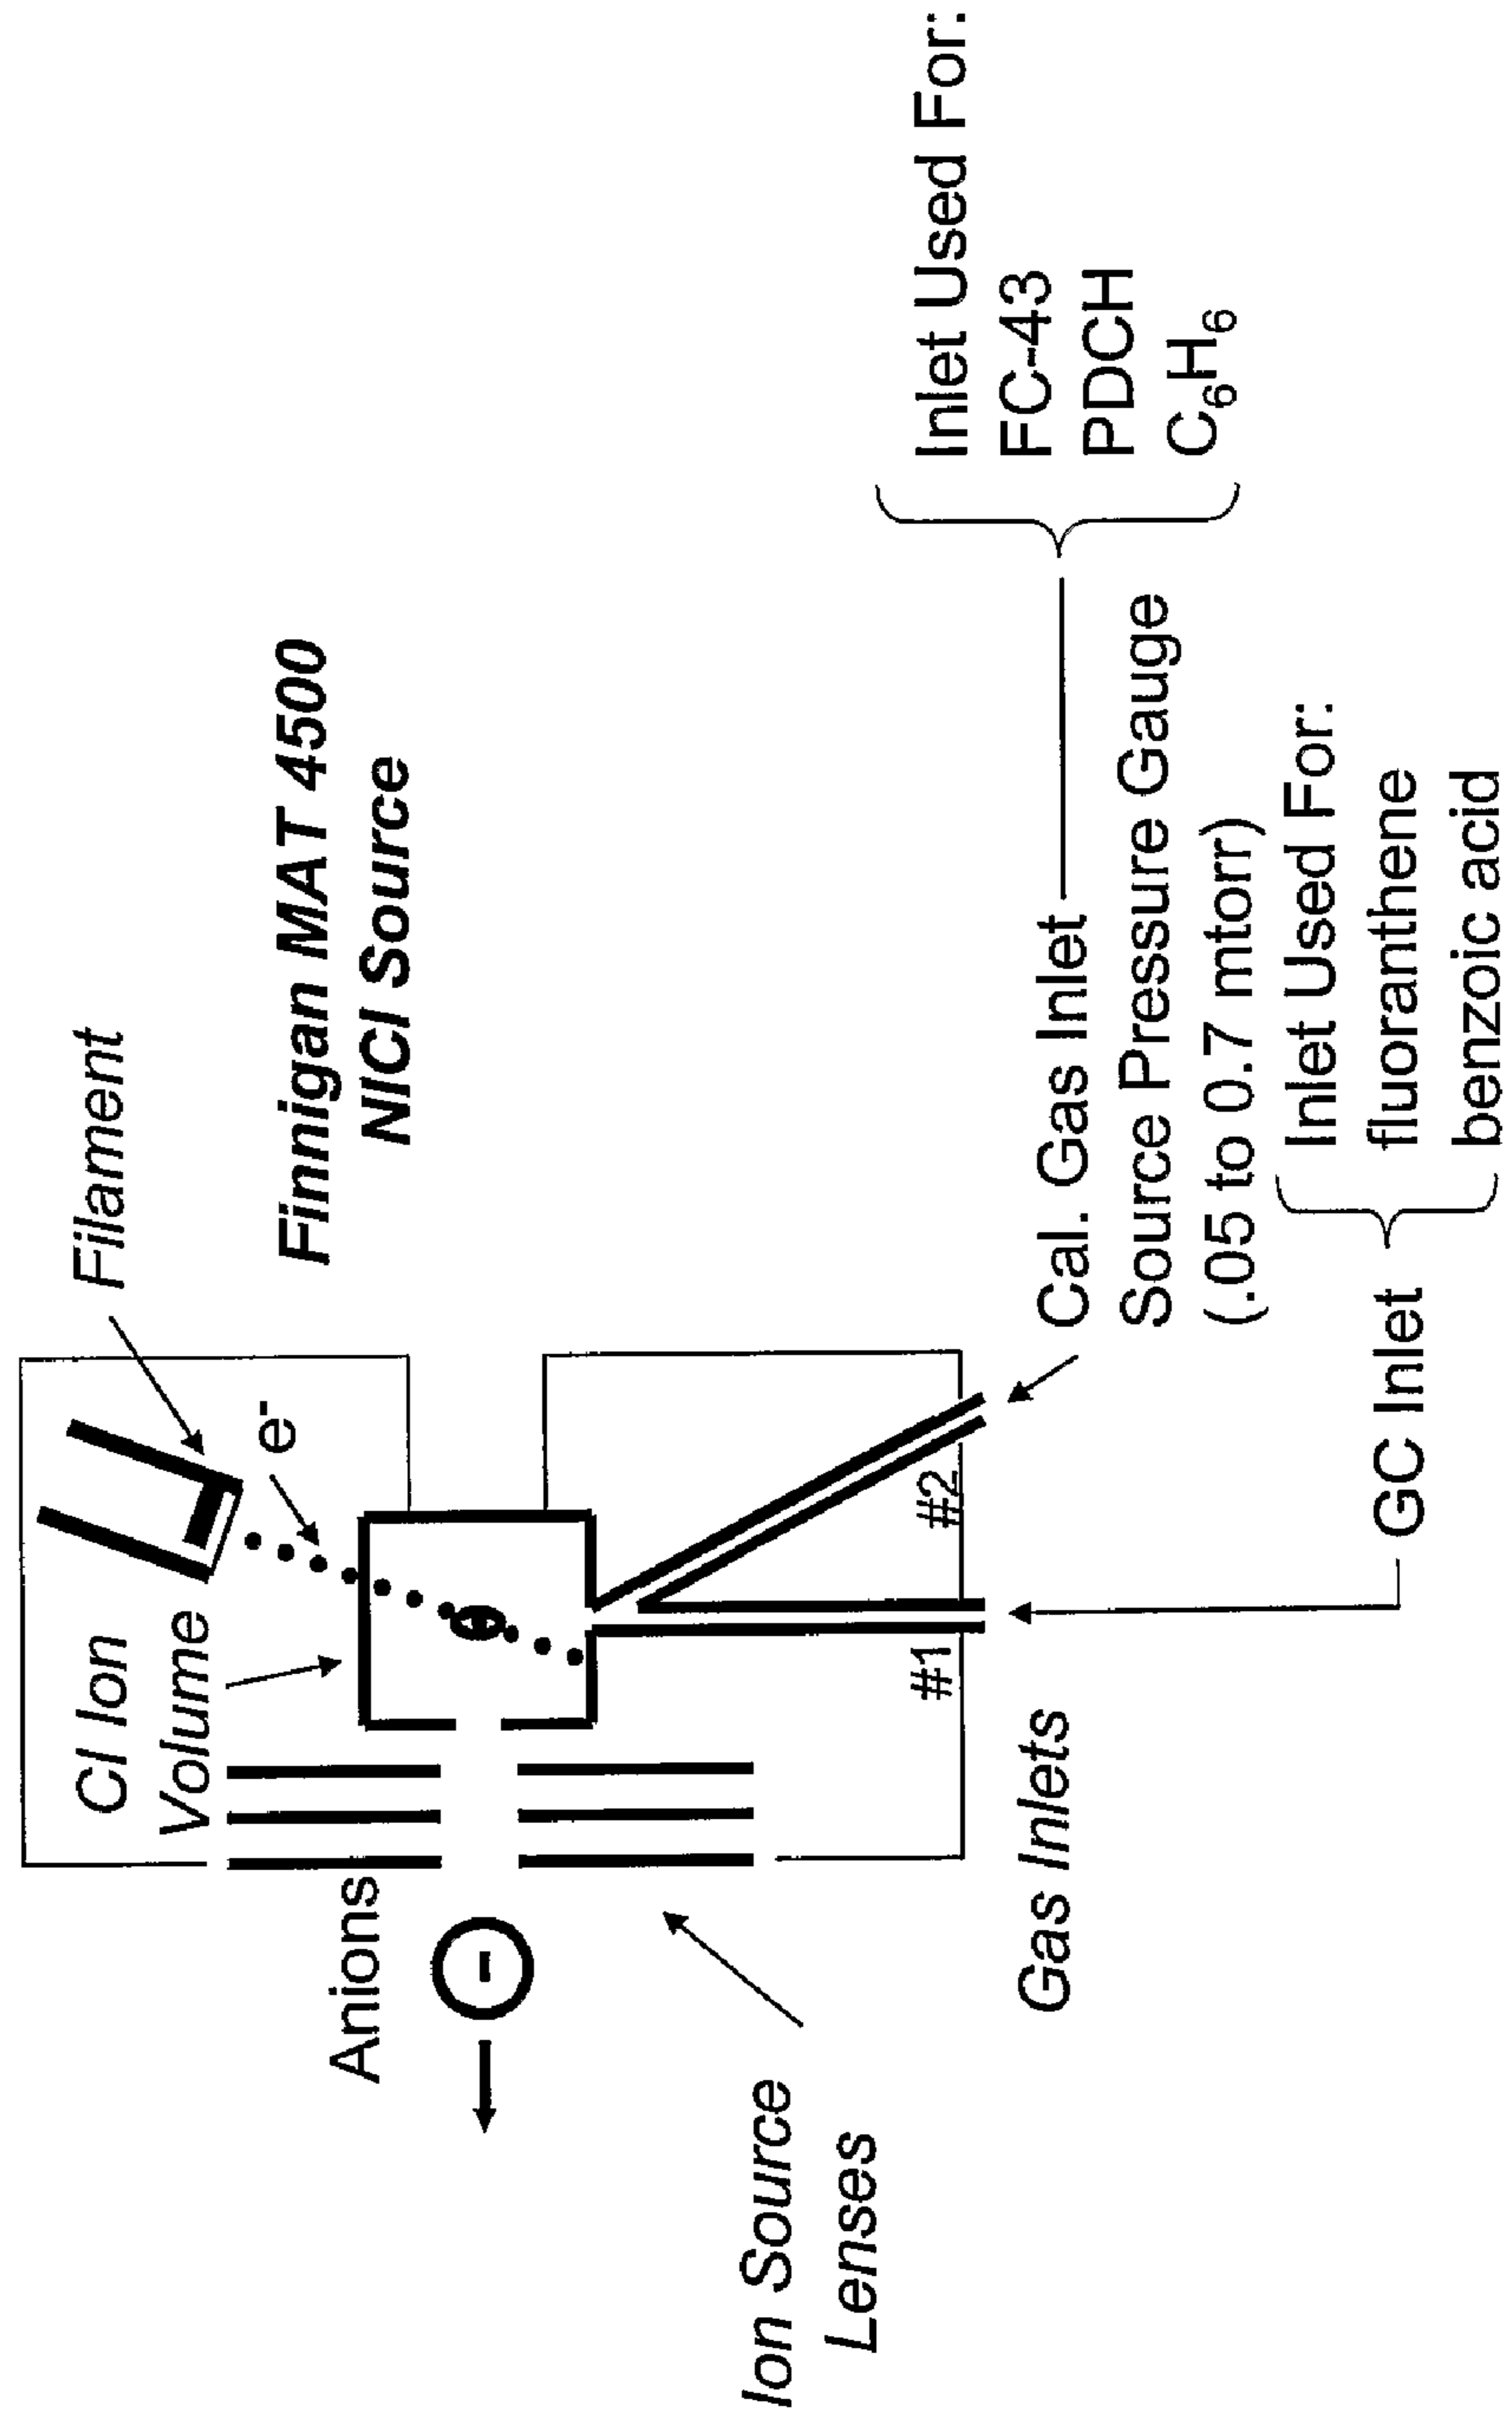 Filament
Finnigan MAT 4500
NICI Source
CI Ion
Volume
e-
Anions
Ion Source
Lenses
Gas Inlets
#1
#2
Cal. Gas Inlet
Source Pressure Gauge
(.05 to 0.7 mtorr)
Inlet Used For:
FC-43
PDCH
C6H6
GC Inlet
Inlet Used For:
fluoranthene
benzoic acid